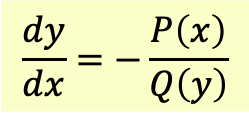 dy/dx = − P(x)/Q(y)